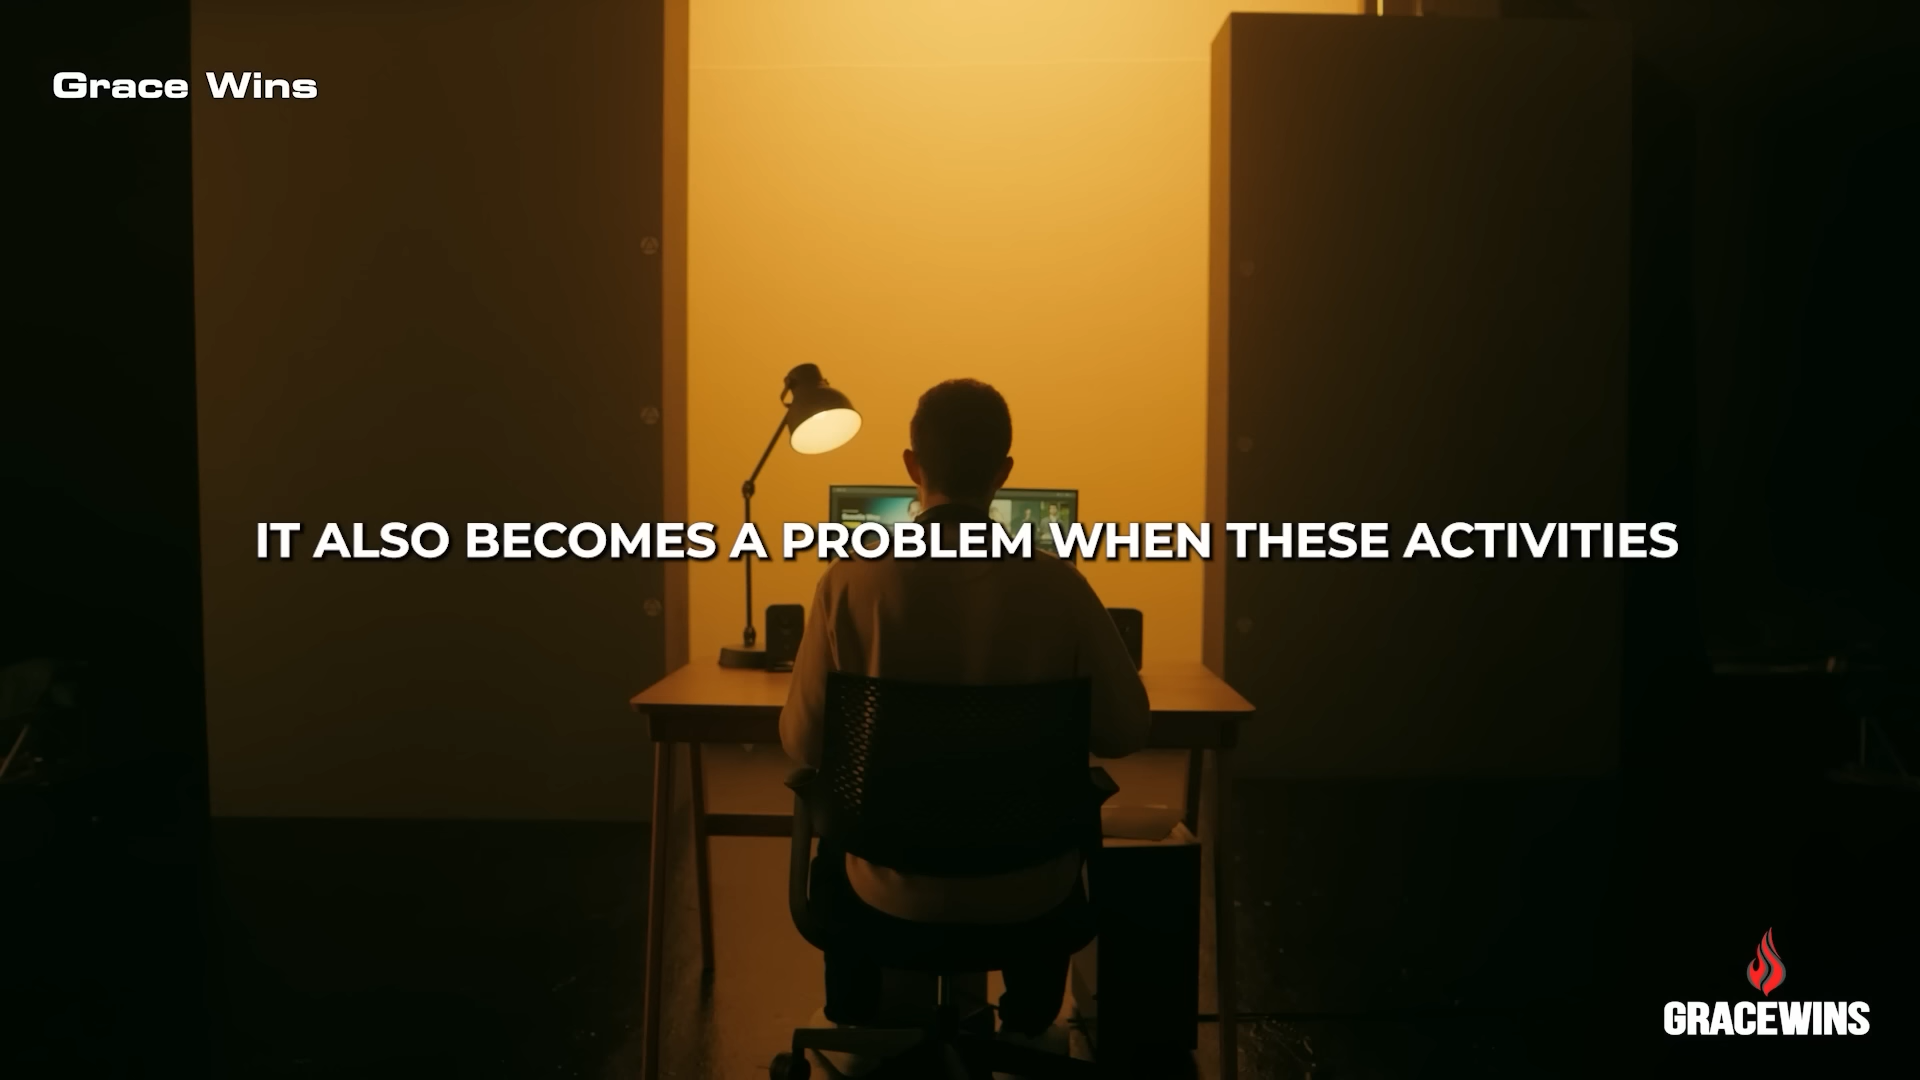 Grace Wins
IT ALSO BECOMES A PROBLEM WHEN THESE ACTIVITIES
GRACEWINS